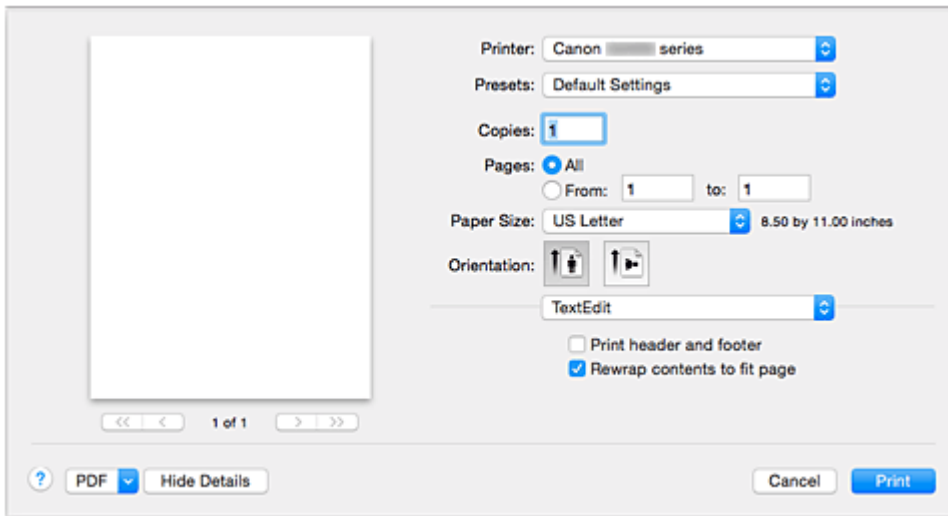 Printer: Canon series
Presets: Default Settings
Copies: 1
Pages: All
From: 1 to: 1
Paper Size: US Letter 8.50 by 11.00 inches
Orientation:
TextEdit
Print header and footer
Rewrap contents to fit page
<< < 1 of 1 > >>
? PDF Hide Details Cancel Print